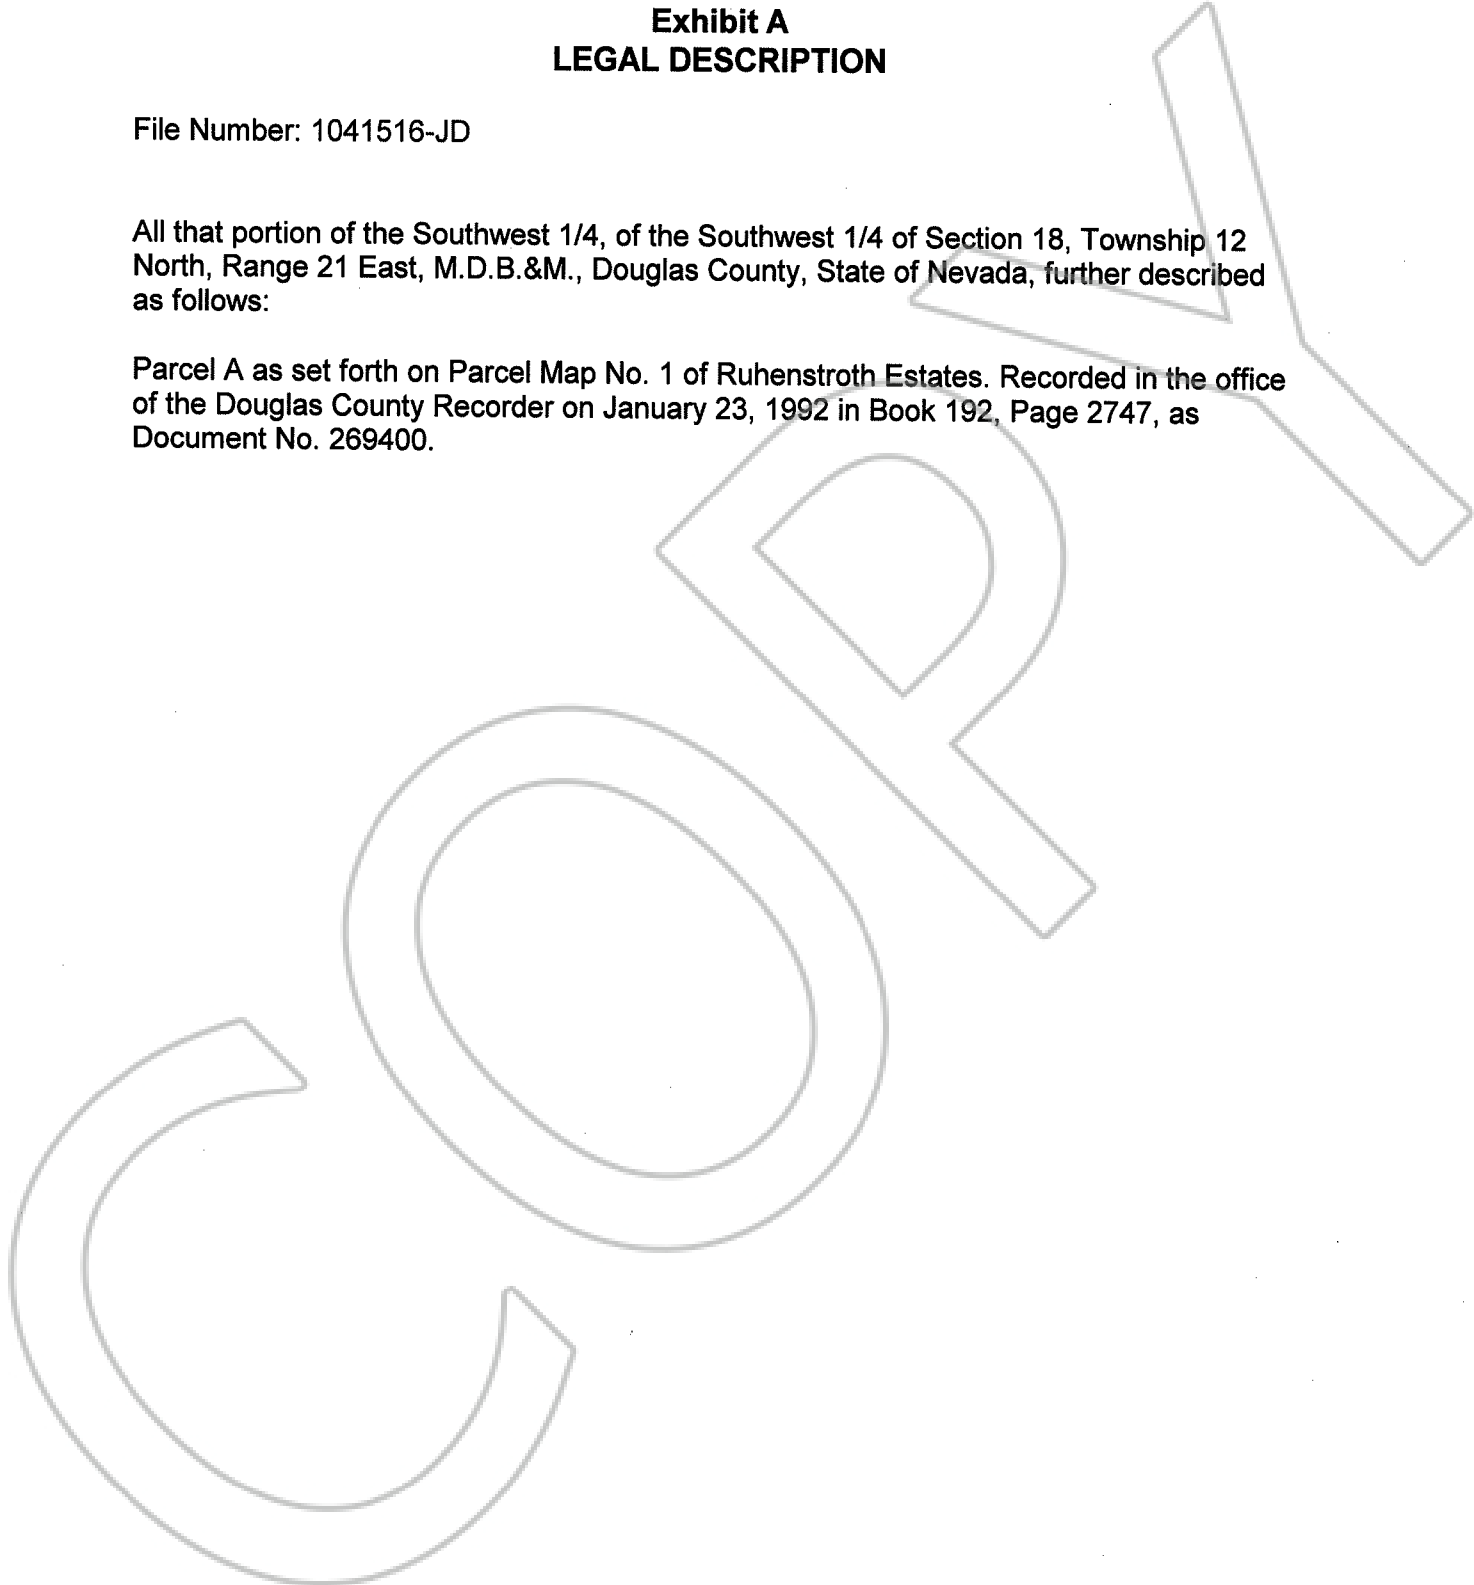 Exhibit A
LEGAL DESCRIPTION
File Number: 1041516-JD
All that portion of the Southwest 1/4, of the Southwest 1/4 of Section 18, Township 12
North, Range 21 East, M.D.B.&M., Douglas County, State of Nevada, further described
as follows:
Parcel A as set forth on Parcel Map No. 1 of Ruhenstroth Estates. Recorded in the office
of the Douglas County Recorder on January 23, 1992 in Book 192, Page 2747, as
Document No. 269400.
COPY